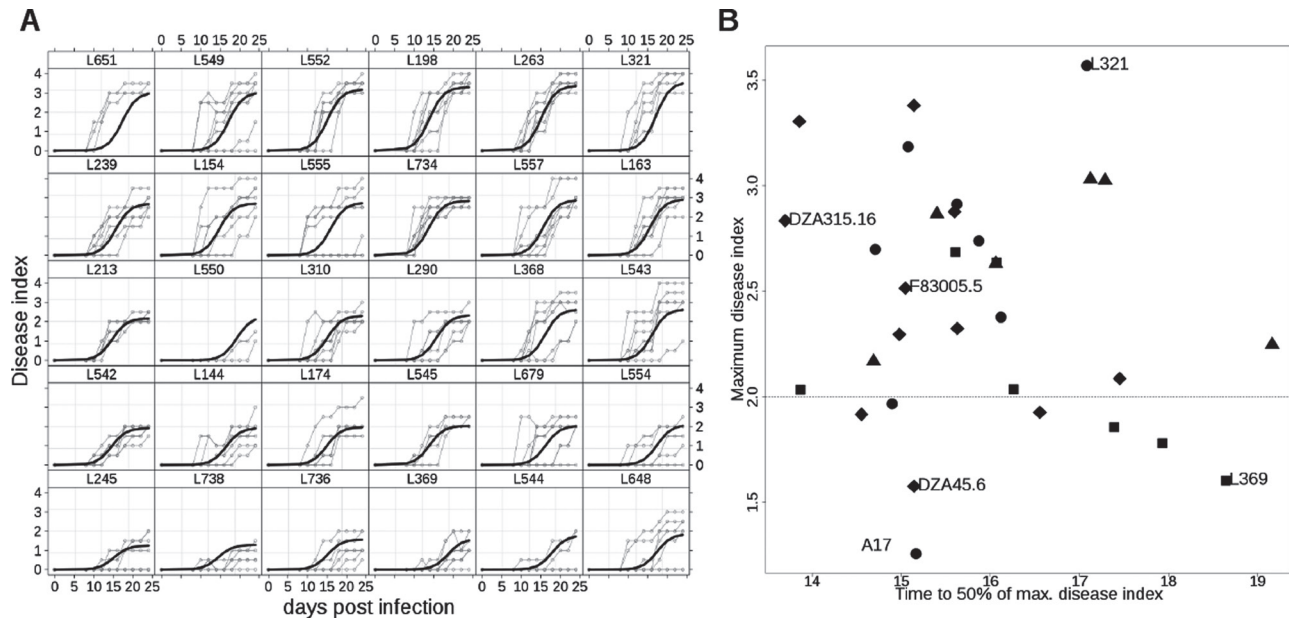 A
0 5 10 15 20 25 0 5 10 15 20 25 0 5 10 15 20 25
L651 L549 L552 L198 L263 L321
4
3
2
1
0
L239 L154 L555 L734 L557 L163
4
3
2
1
0
L213 L550 L310 L290 L368 L543
4
3
2
1
0
L542 L144 L174 L545 L679 L554
4
3
2
1
0
L245 L738 L736 L369 L544 L648
4
3
2
1
0
0 5 10 15 20 25 0 5 10 15 20 25 0 5 10 15 20 25
Disease index
days post infection
B
3.5
3.0
2.5
2.0
1.5
Maximum disease index
L321
DZA315.16
F83005.5
DZA45.6
L369
A17
14 15 16 17 18 19
Time to 50% of max. disease index